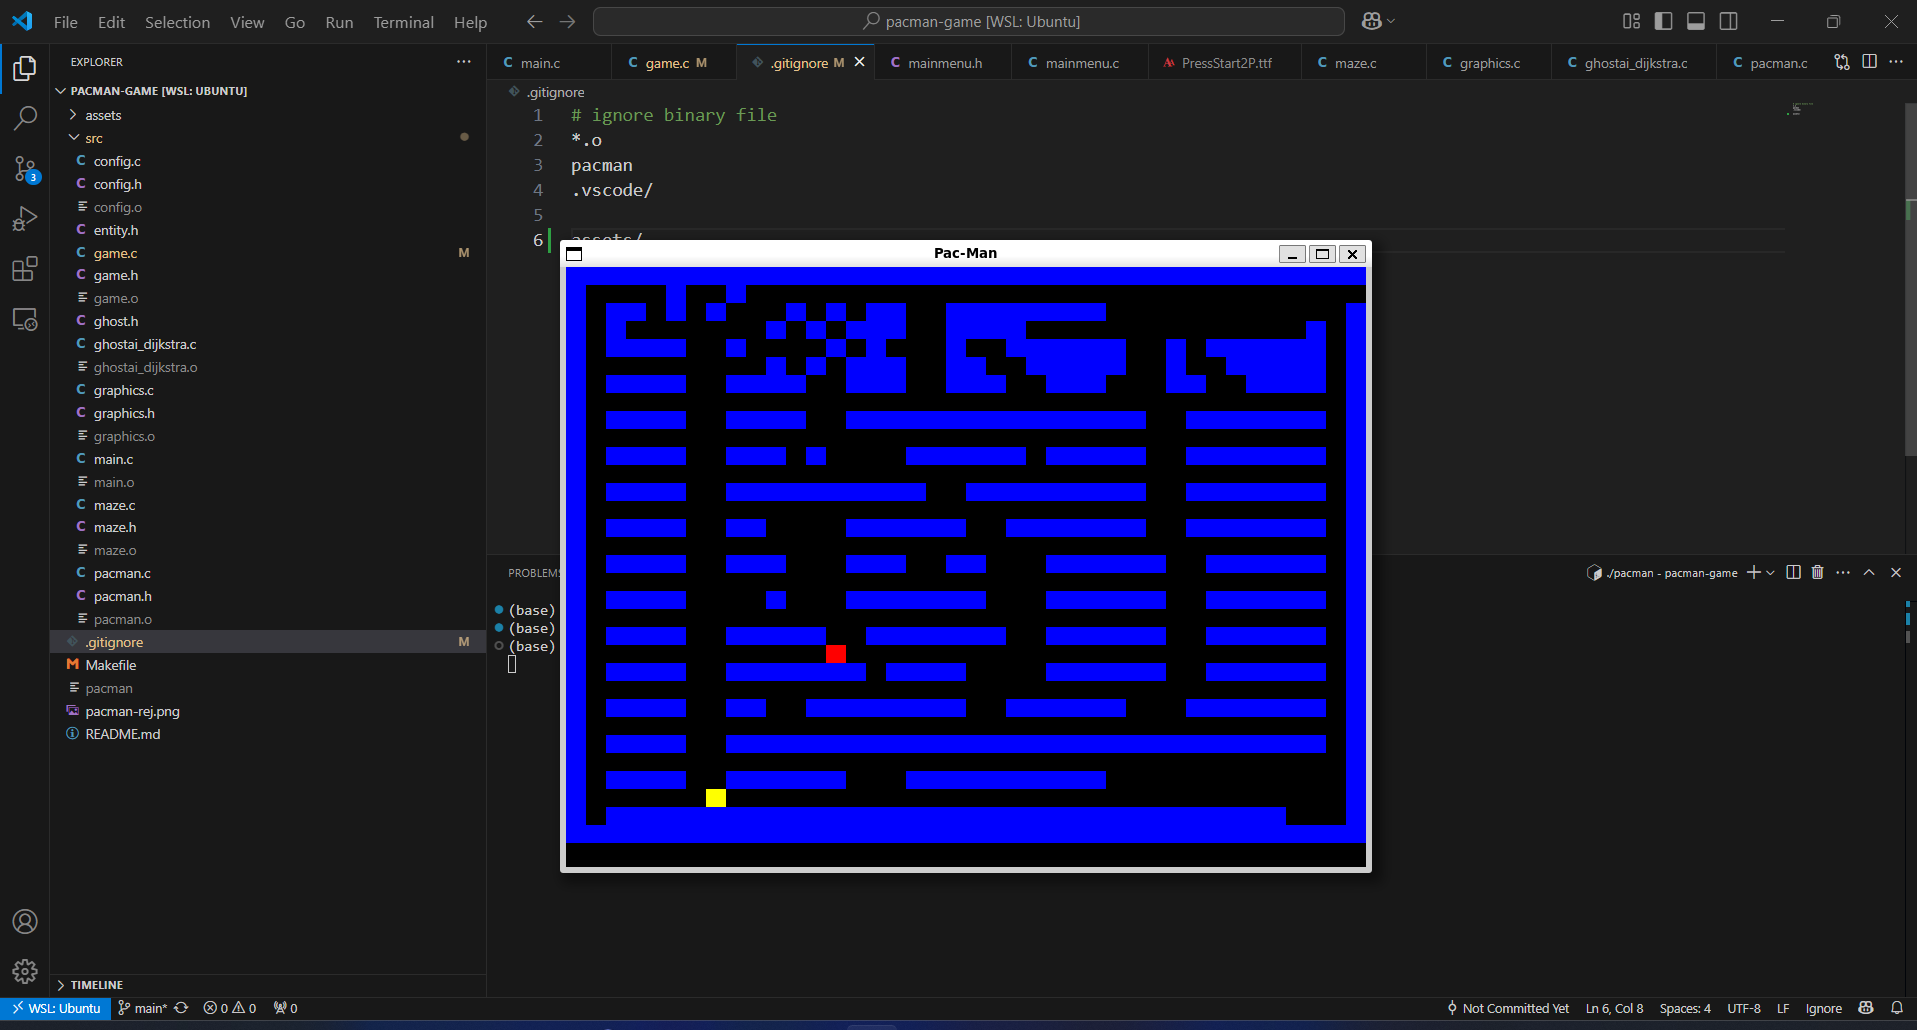 File Edit Selection View Go Run Terminal Help
pacman-game [WSL: Ubuntu]
EXPLORER
PACMAN-GAME [WSL: UBUNTU]
assets
src
config.c
config.h
config.o
entity.h
game.c M
game.h
game.o
ghost.h
ghostai_dijkstra.c
ghostai_dijkstra.o
graphics.c
graphics.h
graphics.o
main.c
main.o
maze.c
maze.h
maze.o
pacman.c
pacman.h
pacman.o
.gitignore M
Makefile
pacman
pacman-rej.png
README.md
TIMELINE
3
main.c game.c M .gitignore M mainmenu.h mainmenu.c PressStart2P.ttf maze.c graphics.c ghostai_dijkstra.c pacman.c
.gitignore
1 # ignore binary file
2 *.o
3 pacman
4 .vscode/
5
6 assets/
Pac-Man
PROBLEMS
./pacman - pacman-game
(base)
(base)
(base)
WSL: Ubuntu main* 0 0 0
Not Committed Yet Ln 6, Col 8 Spaces: 4 UTF-8 LF Ignore